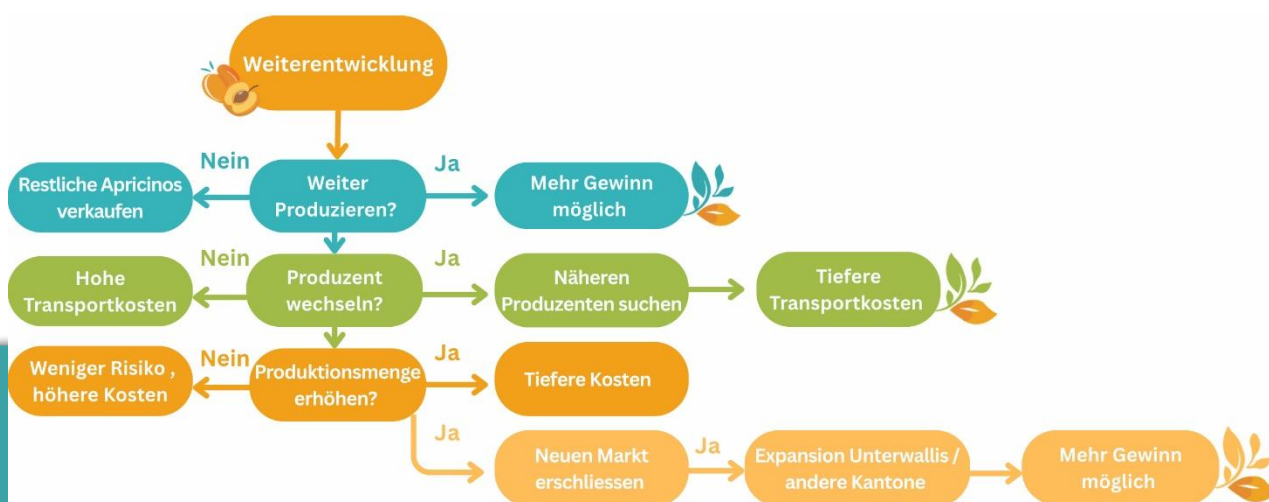 Weiterentwicklung
Nein
Ja
Restliche Apricinos
verkaufen
Weiter
Produzieren?
Mehr Gewinn
möglich
Nein
Ja
Hohe
Transportkosten
Produzent
wechseln?
Näheren
Produzenten suchen
Tiefere
Transportkosten
Nein
Ja
Weniger Risiko ,
höhere Kosten
Produktionsmenge
erhöhen?
Tiefere Kosten
Ja
Neuen Markt
erschliessen
Ja
Expansion Unterwallis /
andere Kantone
Mehr Gewinn
möglich